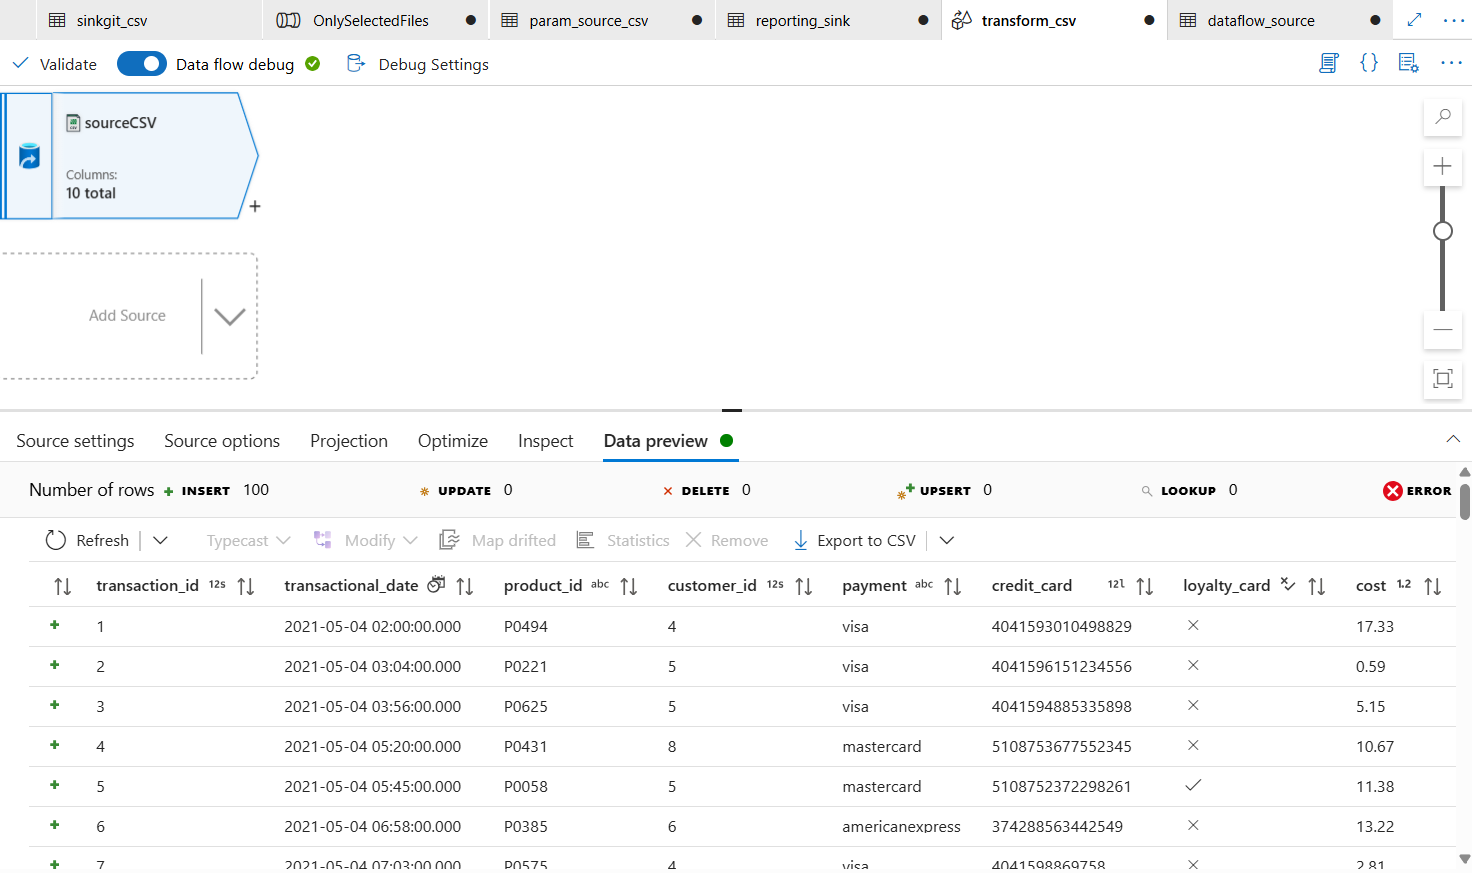 sinkgit_csv OnlySelectedFiles param_source_csv reporting_sink transform_csv dataflow_source
Validate Data flow debug Debug Settings
sourceCSV
Columns:
10 total
+
Add Source
Source settings Source options Projection Optimize Inspect Data preview
Number of rows + INSERT 100 UPDATE 0 DELETE 0 UPSERT 0 LOOKUP 0 ERROR
Refresh Typecast Modify Map drifted Statistics Remove Export to CSV
transaction_id 12s transactional_date product_id abc customer_id 12s payment abc credit_card 12l loyalty_card cost 1.2
1 2021-05-04 02:00:00.000 P0494 4 visa 4041593010498829 17.33
2 2021-05-04 03:04:00.000 P0221 5 visa 4041596151234556 0.59
3 2021-05-04 03:56:00.000 P0625 5 visa 4041594885335898 5.15
4 2021-05-04 05:20:00.000 P0431 8 mastercard 5108753677552345 10.67
5 2021-05-04 05:45:00.000 P0058 5 mastercard 5108752372298261 11.38
6 2021-05-04 06:58:00.000 P0385 6 americanexpress 374288563442549 13.22
7 2021-05-04 07:03:00.000 P0575 4 visa 4041598869758 2.81